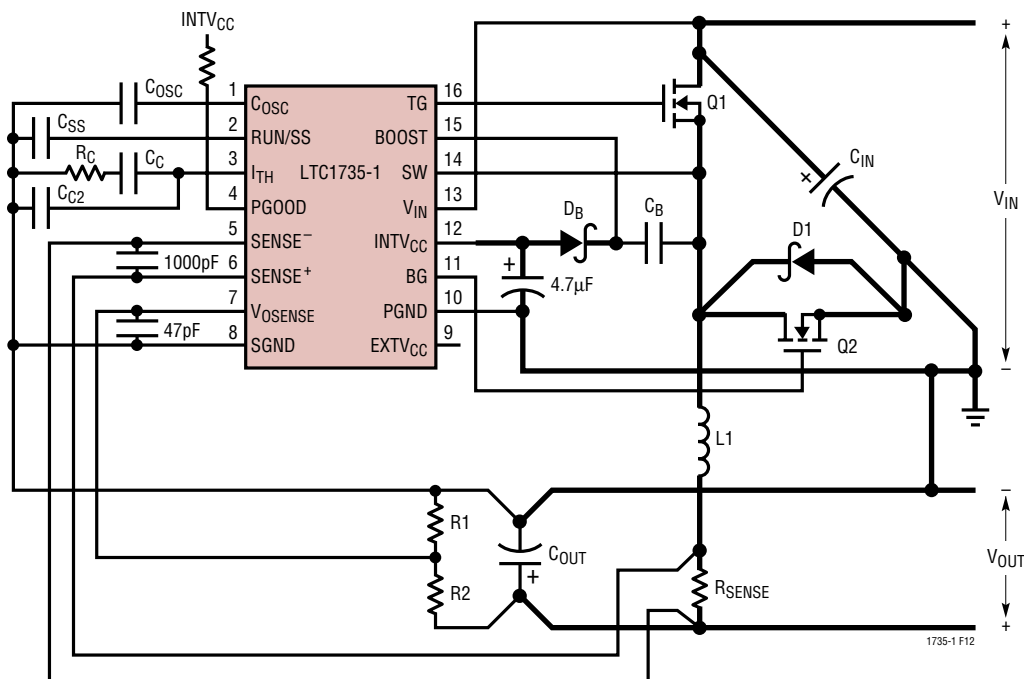 INTVCC
COSC
CSS
RC
CC
CC2
1
2
3
4
5
6
7
8
COSC
RUN/SS
ITH
PGOOD
SENSE−
SENSE+
VOSENSE
SGND
LTC1735-1
TG
BOOST
SW
VIN
INTVCC
BG
PGND
EXTVCC
16
15
14
13
12
11
10
9
1000pF
47pF
DB
CB
+
4.7µF
Q1
+
CIN
D1
Q2
+
VIN
−
L1
R1
R2
COUT
+
RSENSE
−
VOUT
+
1735-1 F12